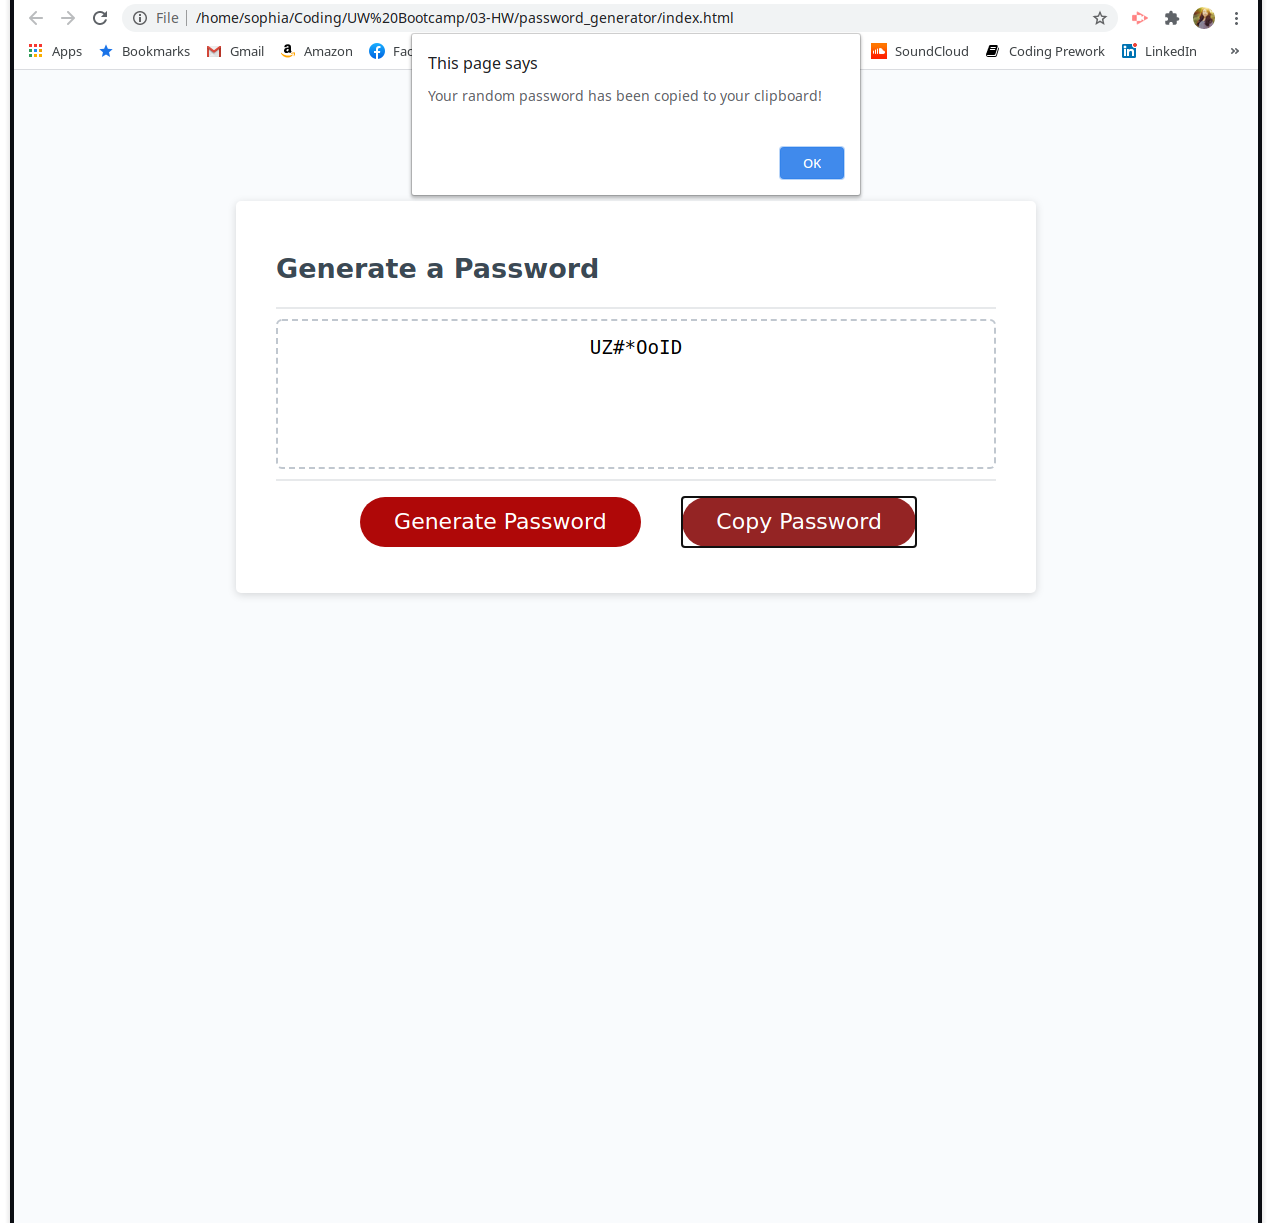 File /home/sophia/Coding/UW%20Bootcamp/03-HW/password_generator/index.html
Apps Bookmarks Gmail Amazon Fac SoundCloud Coding Prework LinkedIn »
This page says
Your random password has been copied to your clipboard!
OK
Generate a Password
UZ#*OoID
Generate Password Copy Password